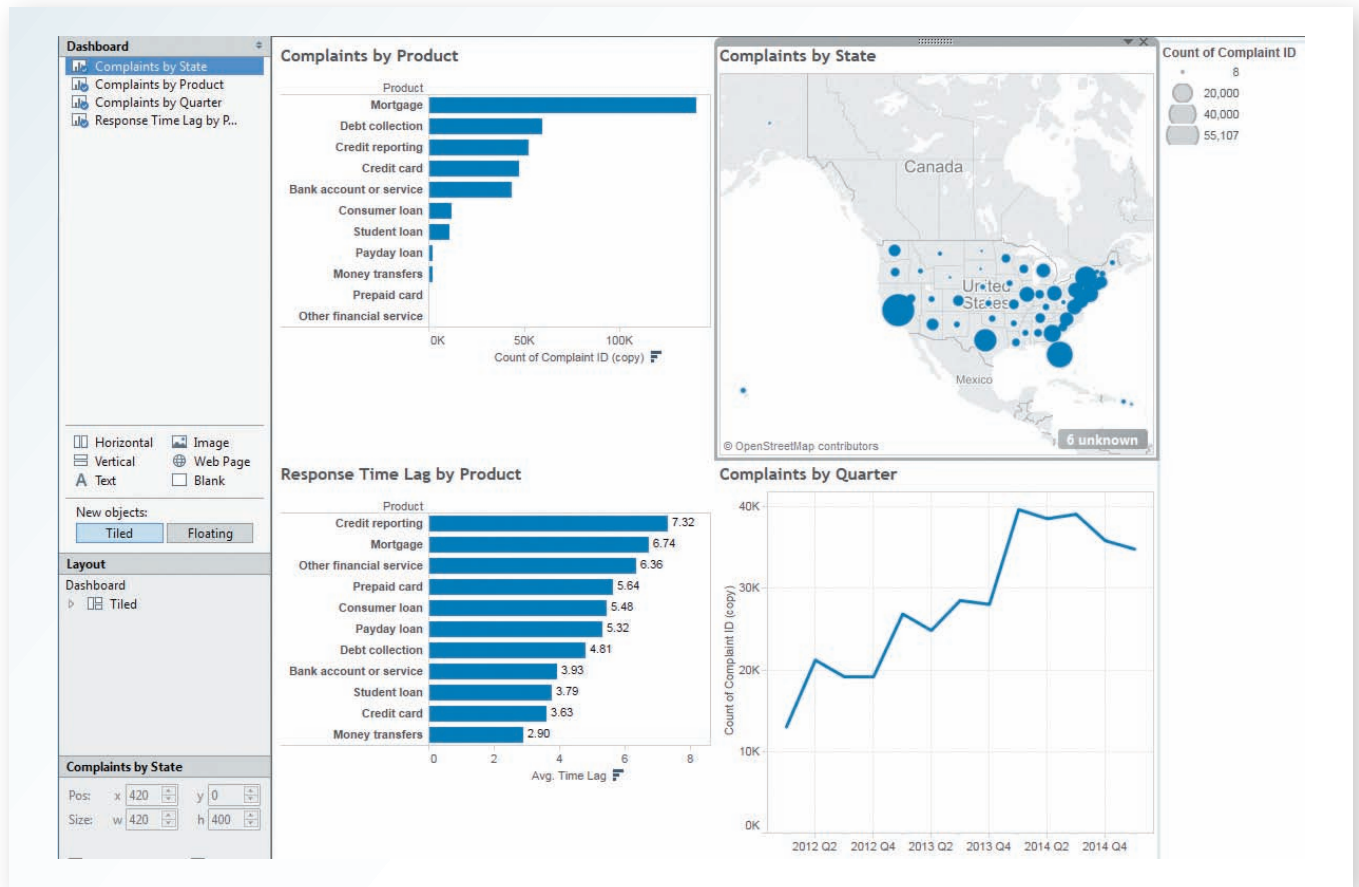 Dashboard
Complaints by State
Complaints by Product
Complaints by Quarter
Response Time Lag by P...
Horizontal
Image
Vertical
Web Page
Text
Blank
New objects:
Tiled
Floating
Layout
Dashboard
Tiled
Complaints by State
Pos: x 420 y 0
Size: w 420 h 400
Complaints by Product
Product
Mortgage
Debt collection
Credit reporting
Credit card
Bank account or service
Consumer loan
Student loan
Payday loan
Money transfers
Prepaid card
Other financial service
0K 50K 100K
Count of Complaint ID (copy)
Complaints by State
Canada
United
States
Mexico
© OpenStreetMap contributors
6 unknown
Count of Complaint ID
8
20,000
40,000
55,107
Response Time Lag by Product
Product
Credit reporting 7.32
Mortgage 6.74
Other financial service 6.36
Prepaid card 5.64
Consumer loan 5.48
Payday loan 5.32
Debt collection 4.81
Bank account or service 3.93
Student loan 3.79
Credit card 3.63
Money transfers 2.90
0 2 4 6 8
Avg. Time Lag
Complaints by Quarter
Count of Complaint ID (copy)
40K
30K
20K
10K
0K
2012 Q2 2012 Q4 2013 Q2 2013 Q4 2014 Q2 2014 Q4